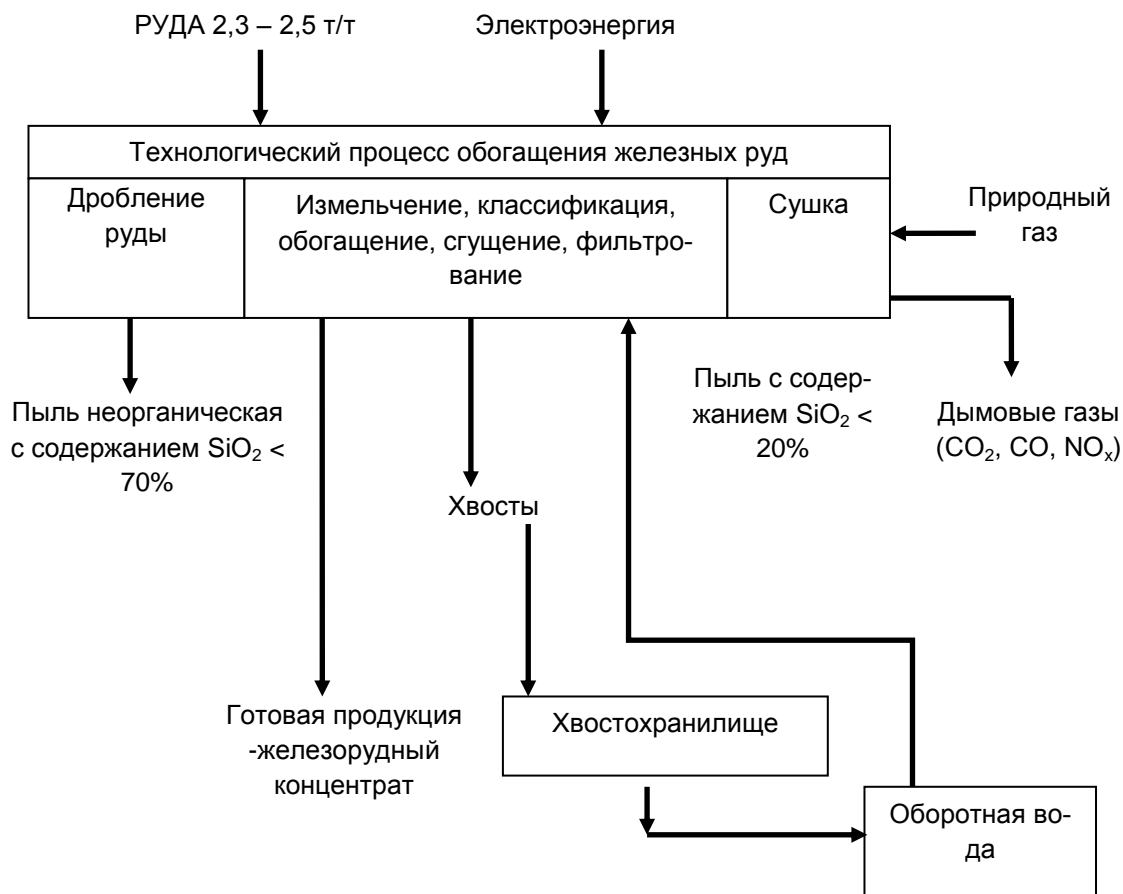 РУДА 2,3 – 2,5 т/т
Электроэнергия
Технологический процесс обогащения железных руд
Дробление
руды
Измельчение, классификация,
обогащение, сгущение, фильтро-
вание
Сушка
Природный
газ
Пыль неорганическая
с содержанием SiO₂ <
70%
Пыль с содер-
жанием SiO₂ <
20%
Дымовые газы
(CO₂, CO, NOₓ)
Хвосты
Готовая продукция
-железорудный
концентрат
Хвостохранилище
Оборотная во-
да